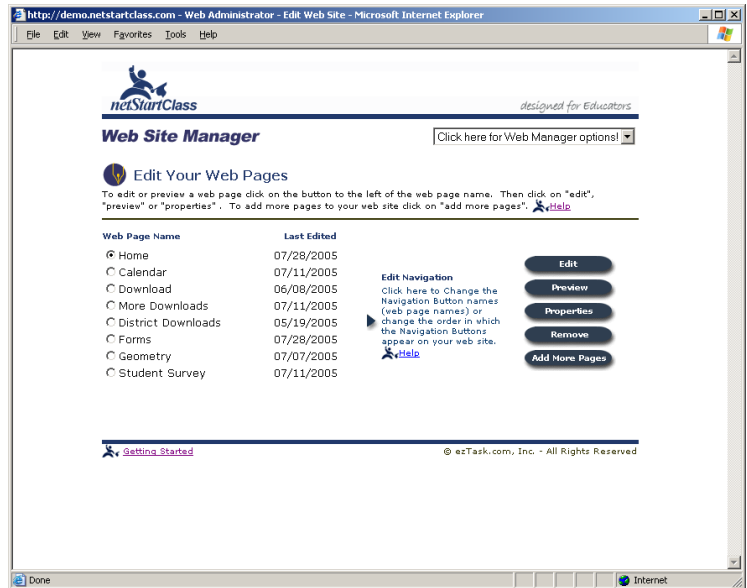 http://demo.netstartclass.com - Web Administrator - Edit Web Site - Microsoft Internet Explorer
File Edit View Favorites Tools Help
netStartClass
designed for Educators
Web Site Manager
Click here for Web Manager options!
Edit Your Web Pages
To edit or preview a web page click on the button to the left of the web page name. Then click on "edit",
"preview" or "properties" . To add more pages to your web site click on "add more pages". Help
Web Page Name Last Edited
Home 07/28/2005
Calendar 07/11/2005
Download 06/08/2005
More Downloads 07/11/2005
District Downloads 05/19/2005
Forms 07/28/2005
Geometry 07/07/2005
Student Survey 07/11/2005
Edit Navigation
Click here to Change the
Navigation Button names
(web page names) or
change the order in which
the Navigation Buttons
appear on your web site.
Help
Edit
Preview
Properties
Remove
Add More Pages
Getting Started
© ezTask.com, Inc. - All Rights Reserved
Done
Internet